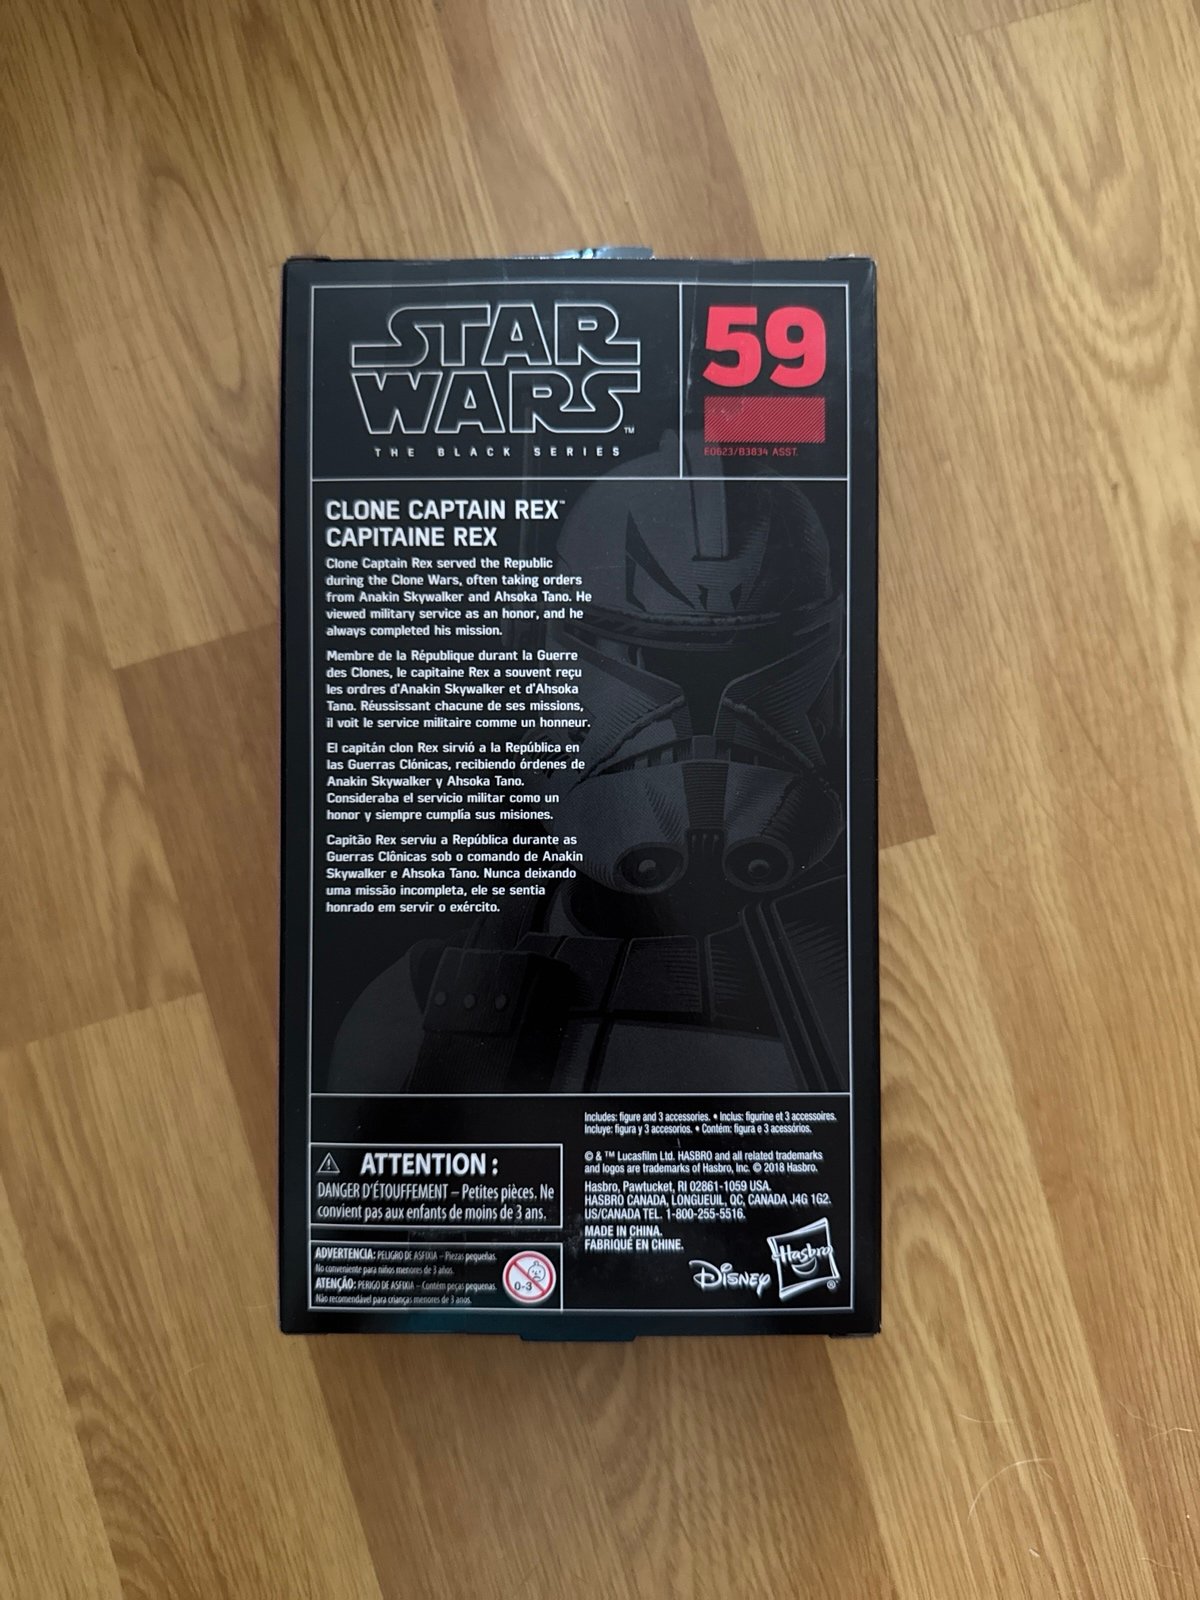 STAR
WARS™
THE BLACK SERIES
59
E0623/B3834 ASST.
CLONE CAPTAIN REX™
CAPITAINE REX
Clone Captain Rex served the Republic
during the Clone Wars, often taking orders
from Anakin Skywalker and Ahsoka Tano. He
viewed military service as an honor, and he
always completed his mission.
Membre de la République durant la Guerre
des Clones, le capitaine Rex a souvent reçu
les ordres d'Anakin Skywalker et d'Ahsoka
Tano. Réussissant chacune de ses missions,
il voit le service militaire comme un honneur.
El capitán clon Rex sirvió a la República en
las Guerras Clónicas, recibiendo órdenes de
Anakin Skywalker y Ahsoka Tano.
Consideraba el servicio militar como un
honor y siempre cumplía sus misiones.
Capitão Rex serviu a República durante as
Guerras Clônicas sob o comando de Anakin
Skywalker e Ahsoka Tano. Nunca deixando
uma missão incompleta, ele se sentia
honrado em servir o exército.
Includes: figure and 3 accessories. • Inclus: figurine et 3 accessoires.
Incluye: figura y 3 accesorios. • Contém: figura e 3 acessórios.
© & ™ Lucasfilm Ltd. HASBRO and all related trademarks
and logos are trademarks of Hasbro, Inc. © 2018 Hasbro.
Hasbro, Pawtucket, RI 02861-1059 USA.
HASBRO CANADA, LONGUEUIL, QC, CANADA J4G 1G2.
US/CANADA TEL. 1-800-255-5516.
MADE IN CHINA.
FABRIQUÉ EN CHINE.
Disney
Hasbro®
ATTENTION :
DANGER D'ÉTOUFFEMENT – Petites pièces. Ne
convient pas aux enfants de moins de 3 ans.
ADVERTENCIA: PELIGRO DE ASFIXIA – Piezas pequeñas.
No conveniente para niños menores de 3 años.
ATENÇÃO: PERIGO DE ASFIXIA – Contém peças pequenas.
Não recomendável para crianças menores de 3 anos.
0-3